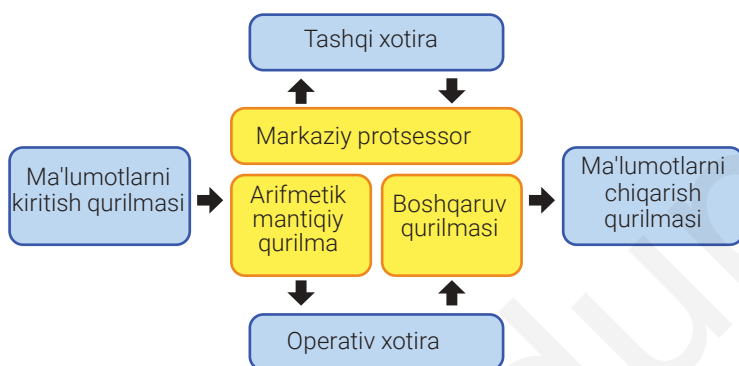 Tashqi xotira
Markaziy protsessor
Ma'lumotlarni
kiritish qurilmasi
Arifmetik
mantiqiy
qurilma
Boshqaruv
qurilmasi
Ma'lumotlarni
chiqarish
qurilmasi
Operativ xotira